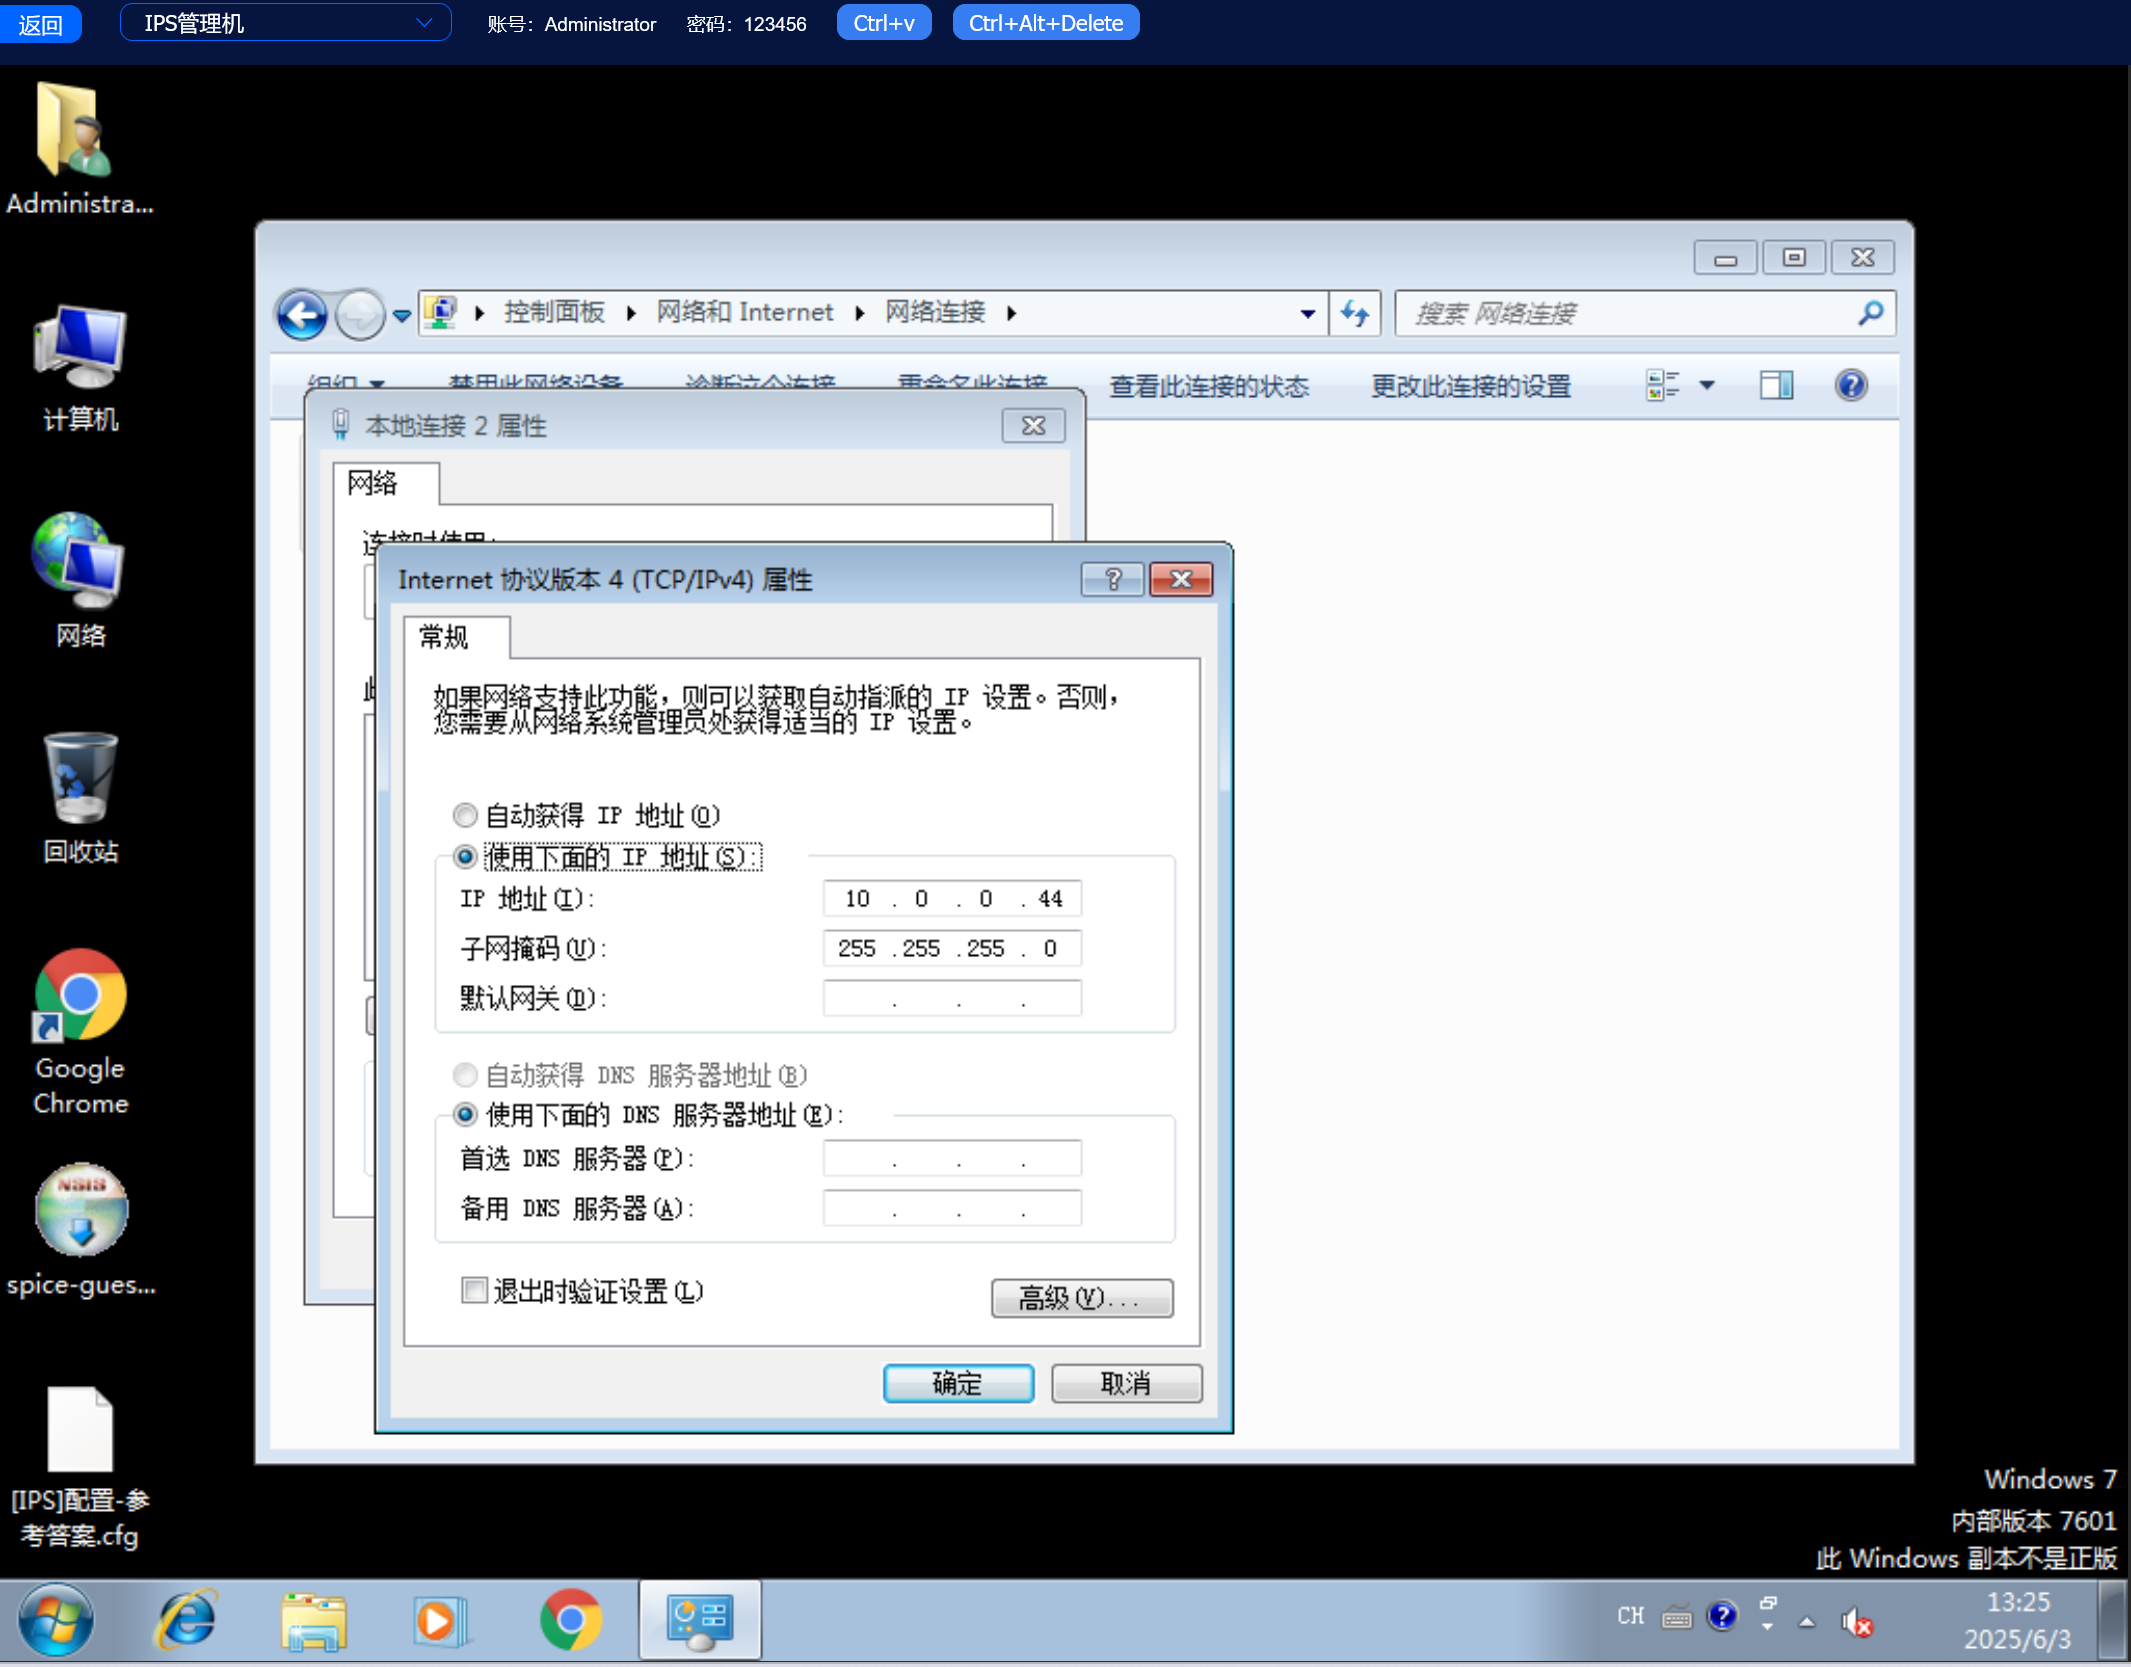 返回
IPS管理机
账号：Administrator
密码：123456
Ctrl+v
Ctrl+Alt+Delete
Administra...
计算机
网络
回收站
Google
Chrome
NSIS
spice-gues...
[IPS]配置-参
考答案.cfg
控制面板
网络和 Internet
网络连接
搜索 网络连接
组织
禁用此网络设备
诊断这个连接
重命名此连接
查看此连接的状态
更改此连接的设置
本地连接 2 属性
网络
连接时使用:
此
Internet 协议版本 4 (TCP/IPv4) 属性
常规
如果网络支持此功能，则可以获取自动指派的 IP 设置。否则，
您需要从网络系统管理员处获得适当的 IP 设置。
自动获得 IP 地址(O)
使用下面的 IP 地址(S):
IP 地址(I): 10 . 0 . 0 . 44
子网掩码(U): 255 .255 .255 . 0
默认网关(D): . . .
自动获得 DNS 服务器地址(B)
使用下面的 DNS 服务器地址(E):
首选 DNS 服务器(P): . . .
备用 DNS 服务器(A): . . .
退出时验证设置(L)
高级(V)...
确定
取消
Windows 7
内部版本 7601
此 Windows 副本不是正版
CH
13:25
2025/6/3